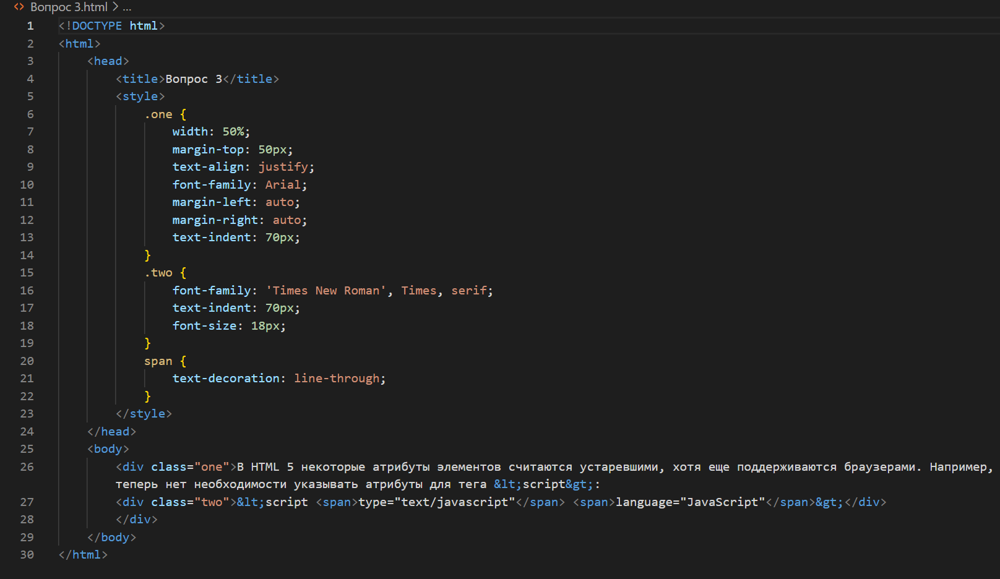 <> Вопрос 3.html > ...
1 <!DOCTYPE html>
2 <html>
3 <head>
4 <title>Вопрос 3</title>
5 <style>
6 .one {
7 width: 50%;
8 margin-top: 50px;
9 text-align: justify;
10 font-family: Arial;
11 margin-left: auto;
12 margin-right: auto;
13 text-indent: 70px;
14 }
15 .two {
16 font-family: 'Times New Roman', Times, serif;
17 text-indent: 70px;
18 font-size: 18px;
19 }
20 span {
21 text-decoration: line-through;
22 }
23 </style>
24 </head>
25 <body>
26 <div class="one">В HTML 5 некоторые атрибуты элементов считаются устаревшими, хотя еще поддерживаются браузерами. Например,
теперь нет необходимости указывать атрибуты для тега &lt;script&gt;:
27 <div class="two">&lt;script <span>type="text/javascript"</span> <span>language="JavaScript"</span>&gt;</div>
28 </div>
29 </body>
30 </html>